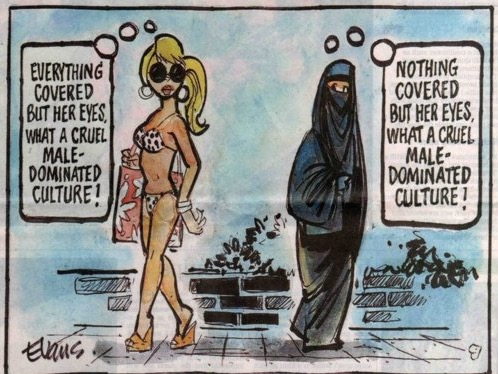 EVERYTHING
COVERED
BUT HER EYES,
WHAT A CRUEL
MALE-
DOMINATED
CULTURE!
NOTHING
COVERED
BUT HER EYES,
WHAT A CRUEL
MALE-
DOMINATED
CULTURE!
Evans